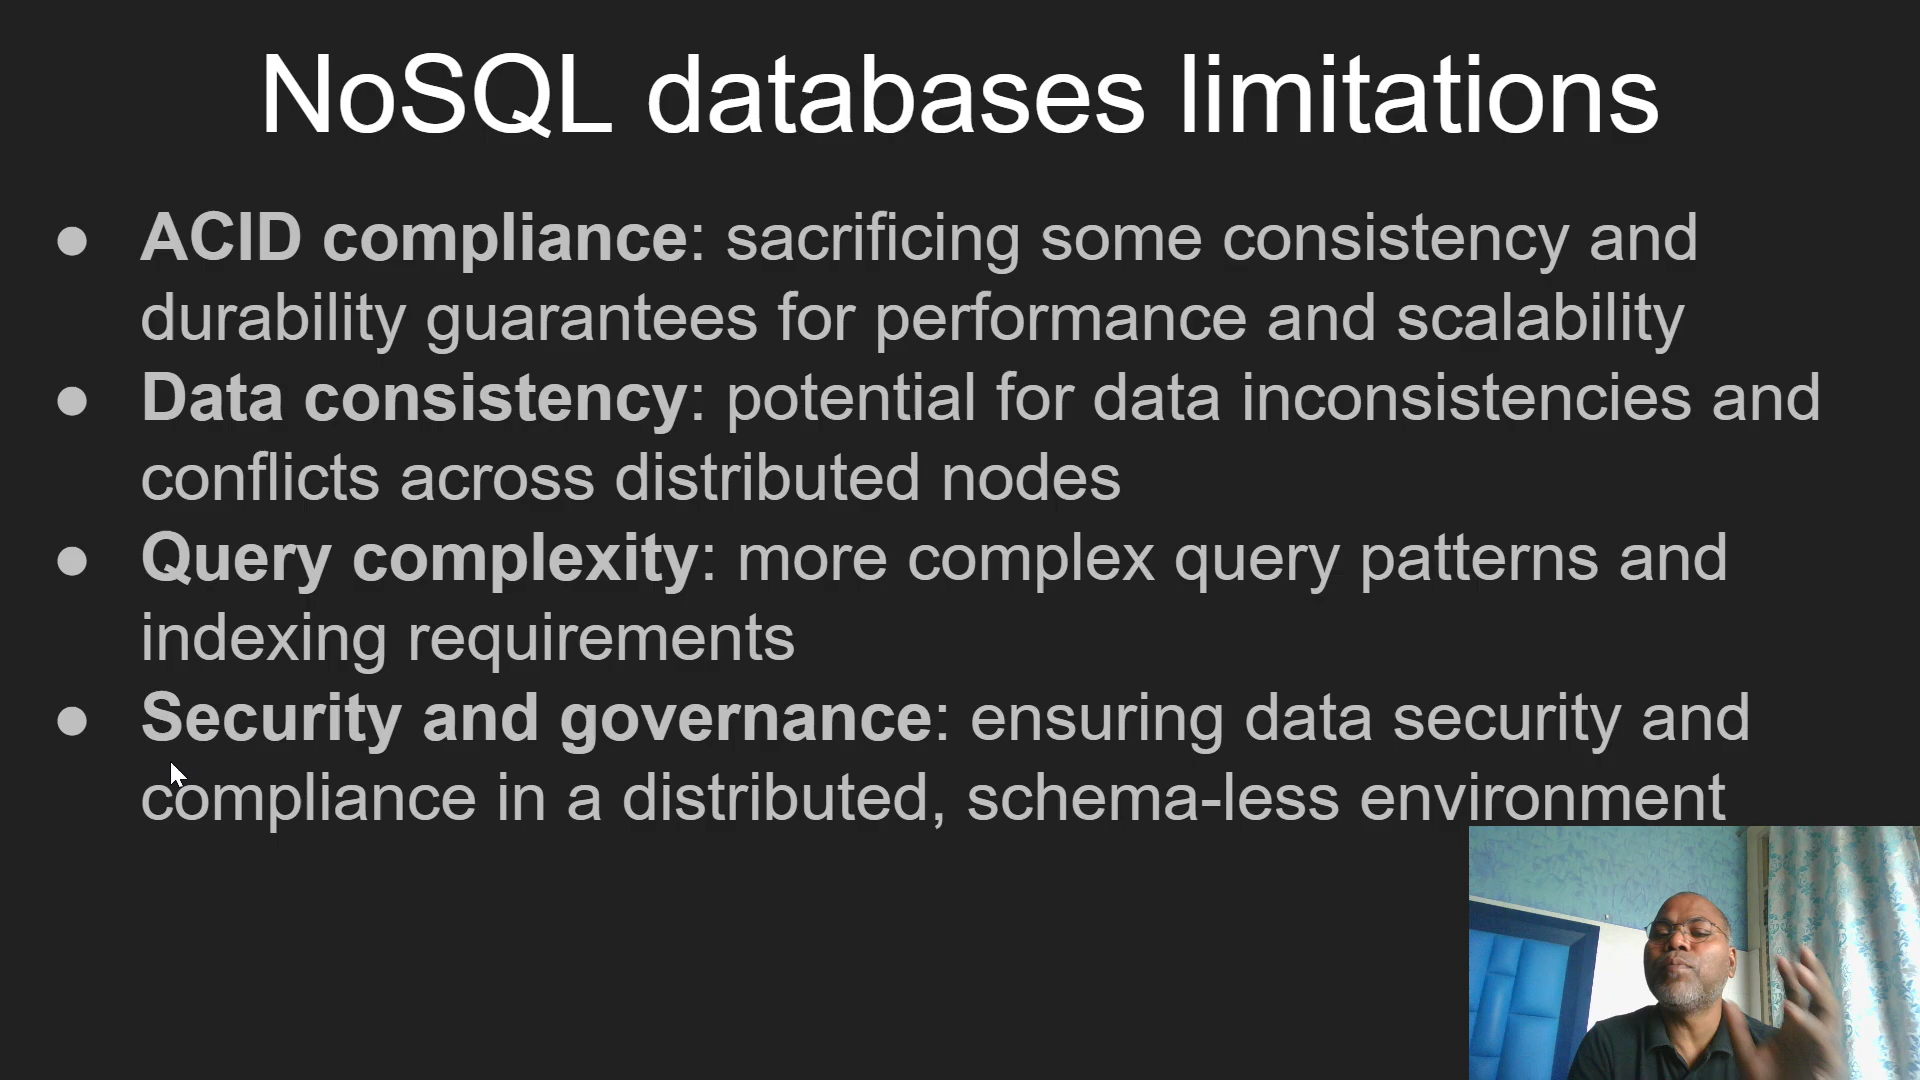 NoSQL databases limitations
● ACID compliance: sacrificing some consistency and
durability guarantees for performance and scalability
● Data consistency: potential for data inconsistencies and
conflicts across distributed nodes
● Query complexity: more complex query patterns and
indexing requirements
● Security and governance: ensuring data security and
compliance in a distributed, schema-less environment